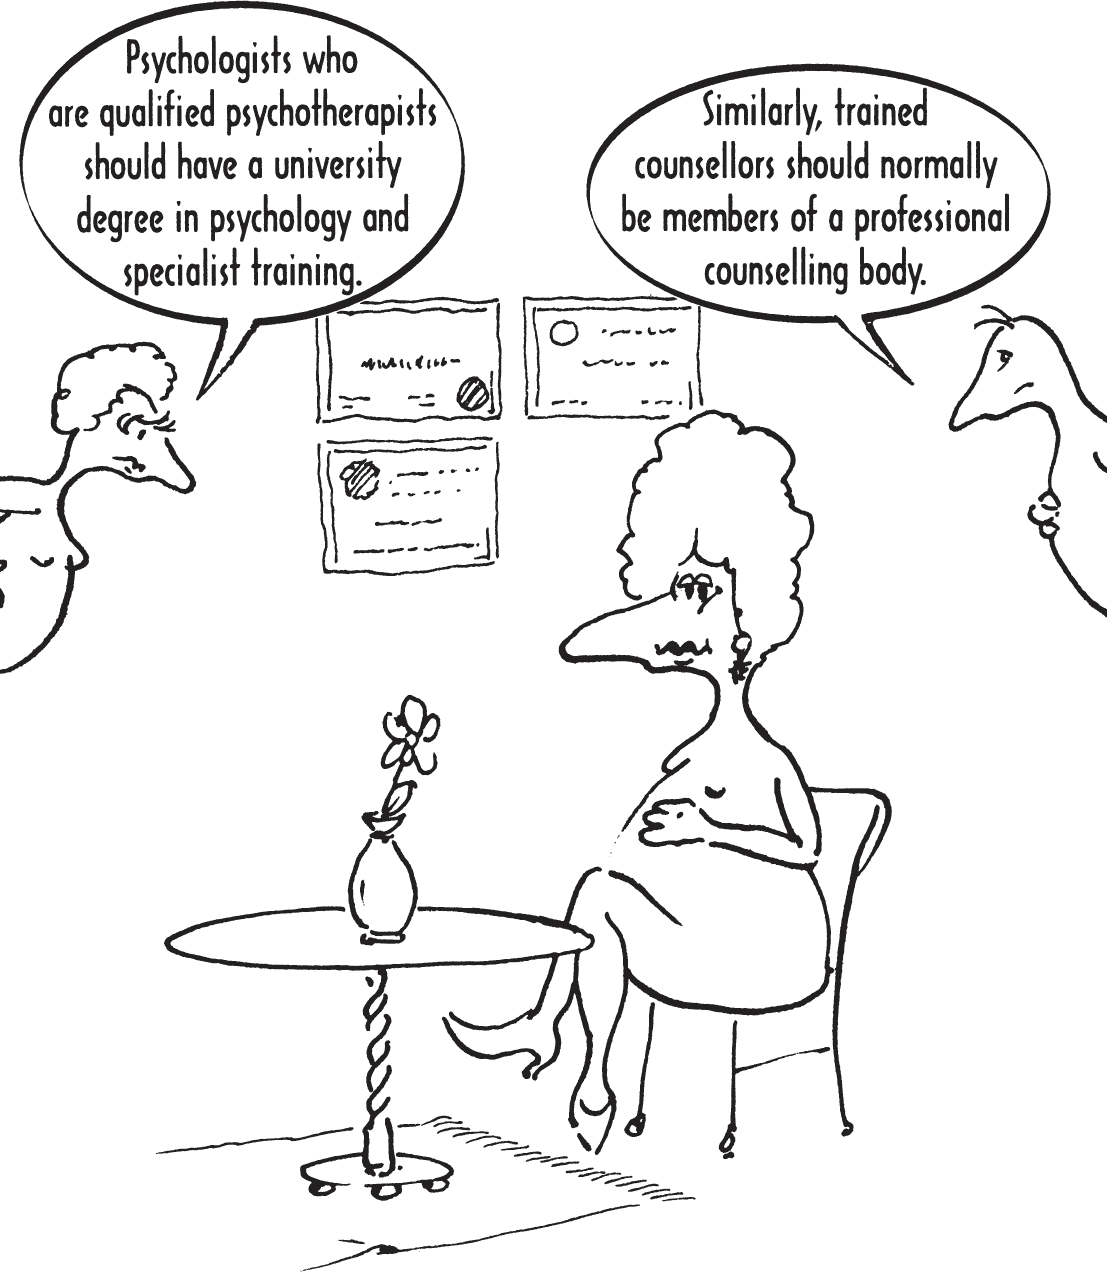 Psychologists who
are qualified psychotherapists
should have a university
degree in psychology and
specialist training.
Similarly, trained
counsellors should normally
be members of a professional
counselling body.